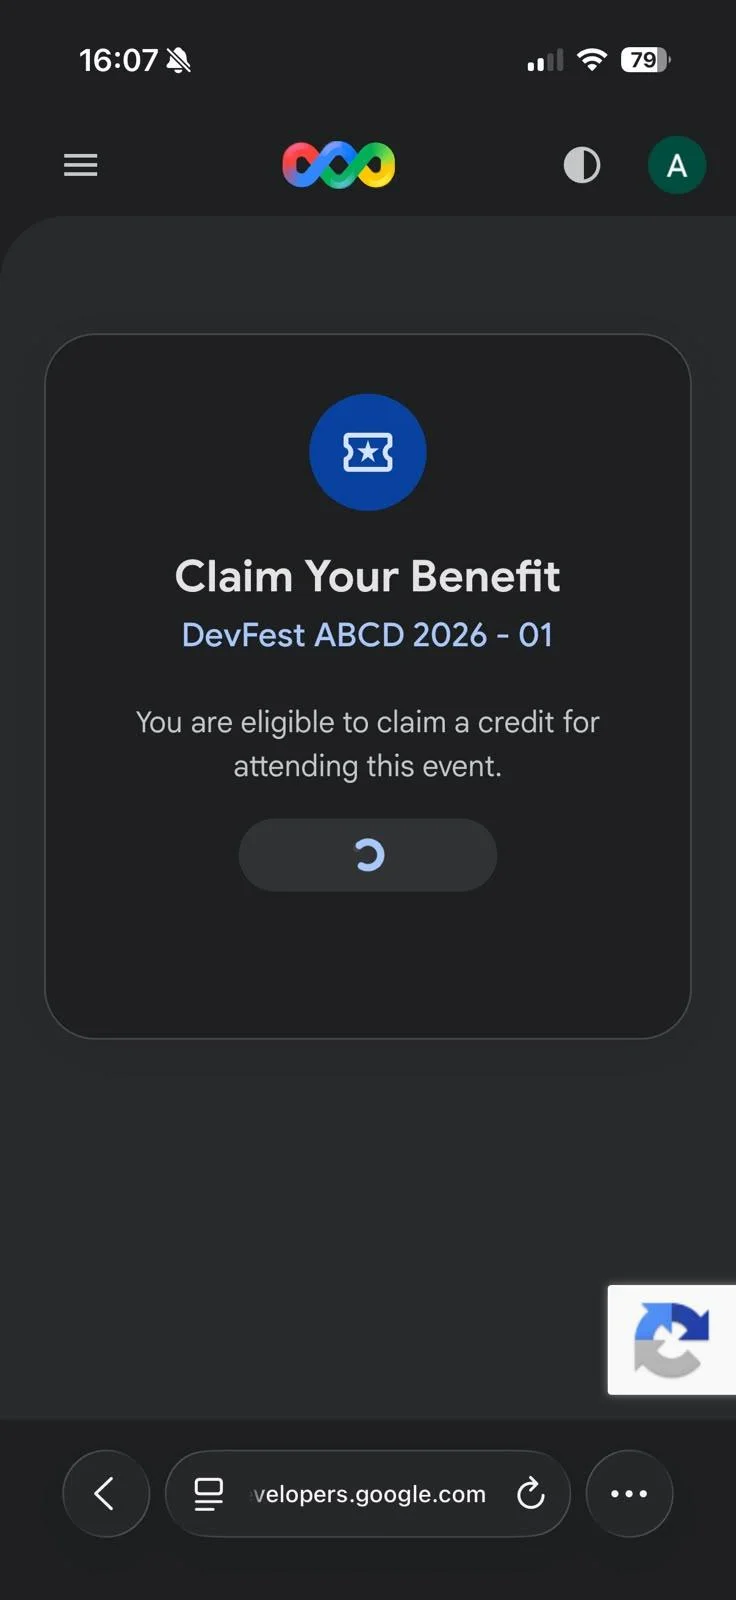 16:07
79
A
Claim Your Benefit
DevFest ABCD 2026 - 01
You are eligible to claim a credit for
attending this event.
velopers.google.com